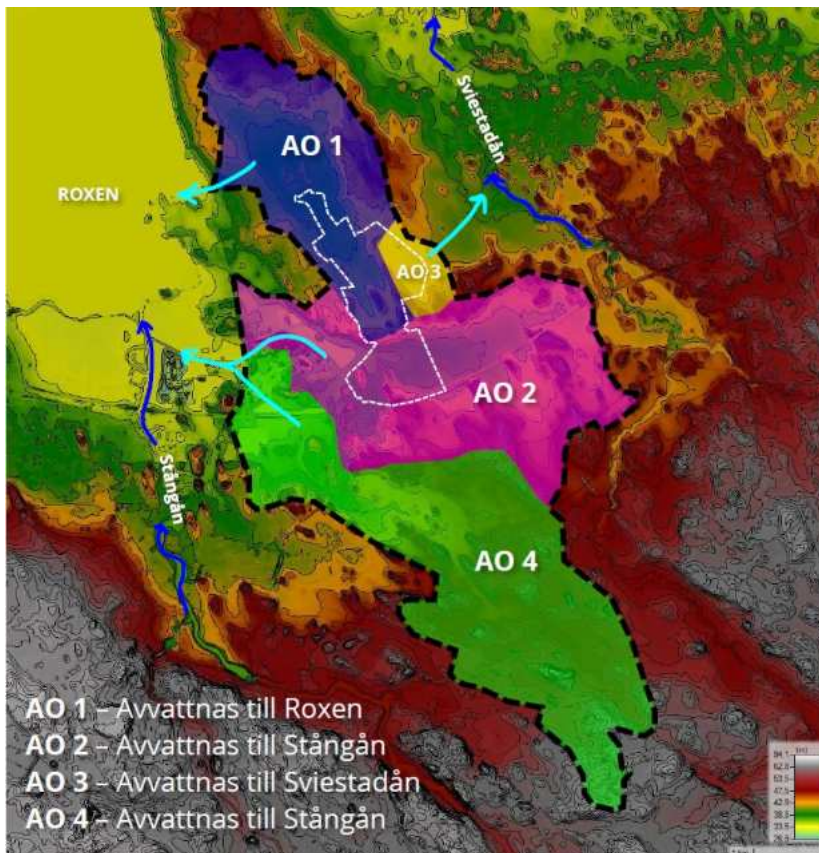 Sviestadån
AO 1
ROXEN
AO 3
AO 2
Stångån
AO 4
AO 1 – Avvattnas till Roxen
AO 2 – Avvattnas till Stångån
AO 3 – Avvattnas till Sviestadån
AO 4 – Avvattnas till Stångån